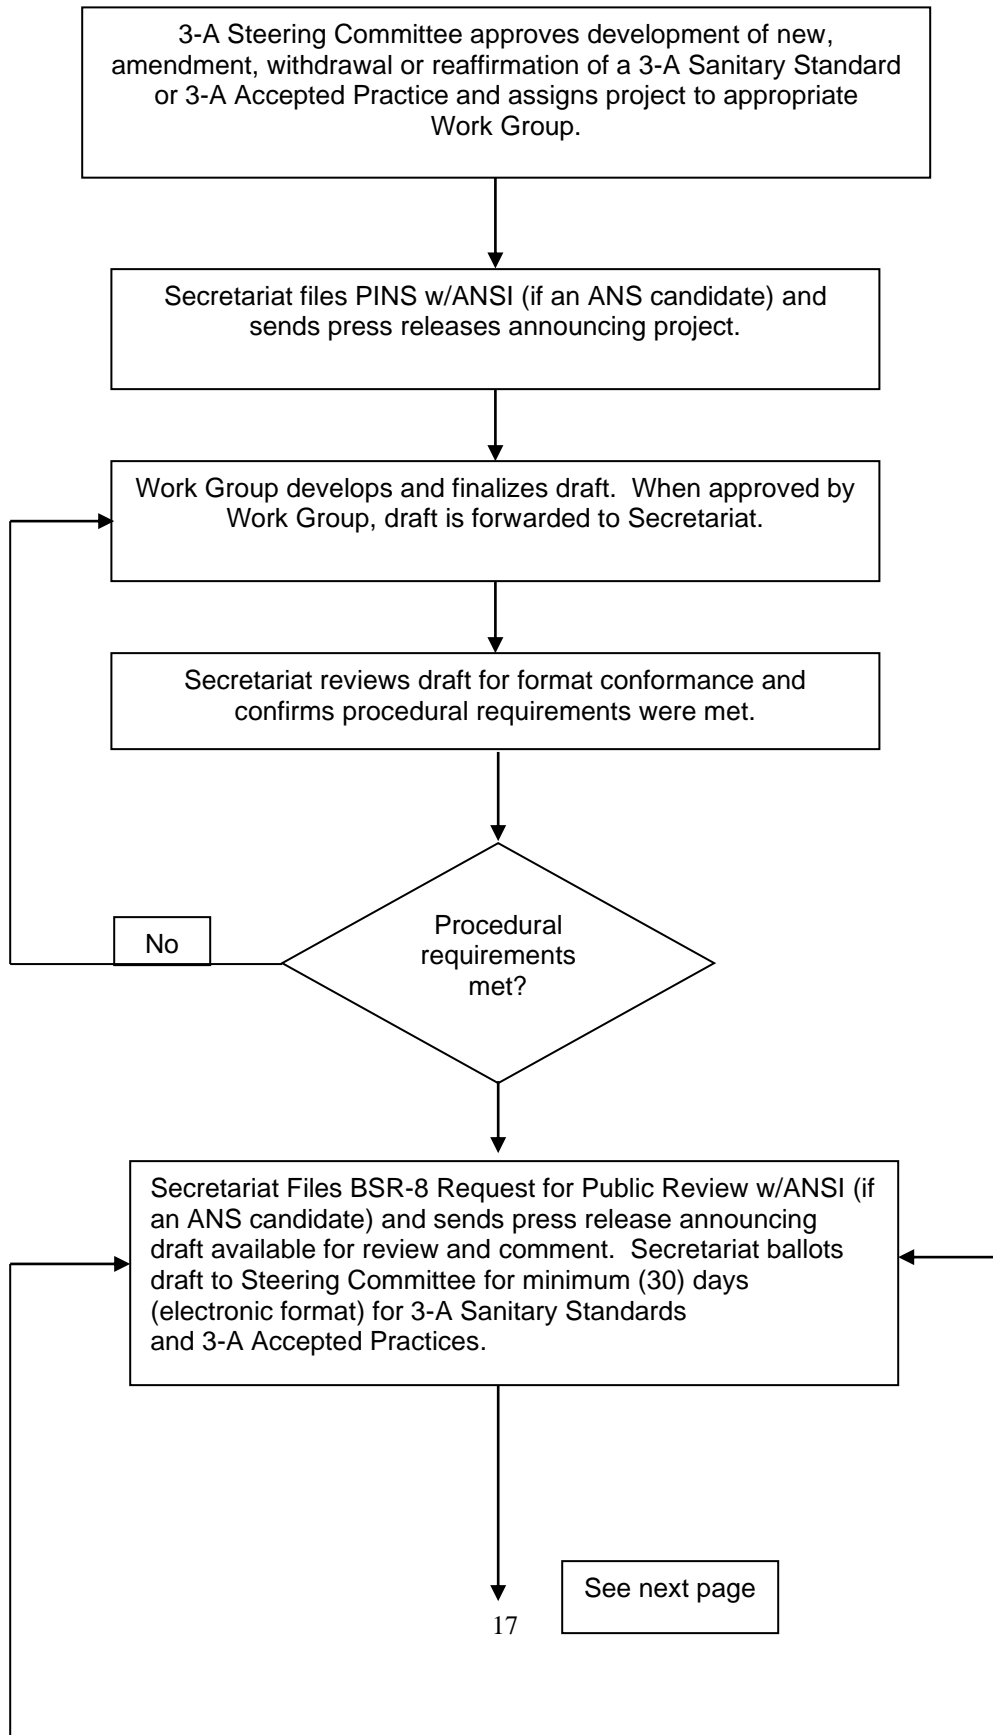 3-A Steering Committee approves development of new,
amendment, withdrawal or reaffirmation of a 3-A Sanitary Standard
or 3-A Accepted Practice and assigns project to appropriate
Work Group.
Secretariat files PINS w/ANSI (if an ANS candidate) and
sends press releases announcing project.
Work Group develops and finalizes draft.  When approved by
Work Group, draft is forwarded to Secretariat.
Secretariat reviews draft for format conformance and
confirms procedural requirements were met.
Procedural
requirements
met?
No
Secretariat Files BSR-8 Request for Public Review w/ANSI (if
an ANS candidate) and sends press release announcing
draft available for review and comment.  Secretariat ballots
draft to Steering Committee for minimum (30) days
(electronic format) for 3-A Sanitary Standards
and 3-A Accepted Practices.
See next page
17